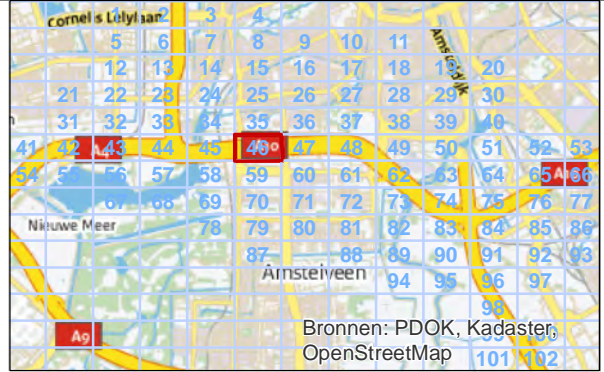 Cornelis Lelylaan 1 2 3 4
5 6 7 8 9 10 11
Amsteldijk
12 13 14 15 16 17 18 19 20
21 22 23 24 25 26 27 28 29 30
31 32 33 34 35 36 37 38 39 40
41 42 43 44 45 46 47 48 49 50 51 52 53
A4
54 55 56 57 58 59 60 61 62 63 64 65 66
67 68 69 70 71 72 73 74 75 76 77
Nieuwe Meer 78 79 80 81 82 83 84 85 86
87 88 89 90 91 92 93
Amstelveen 94 95 96 97
98
A9
Bronnen: PDOK, Kadaster,
OpenStreetMap
101 102